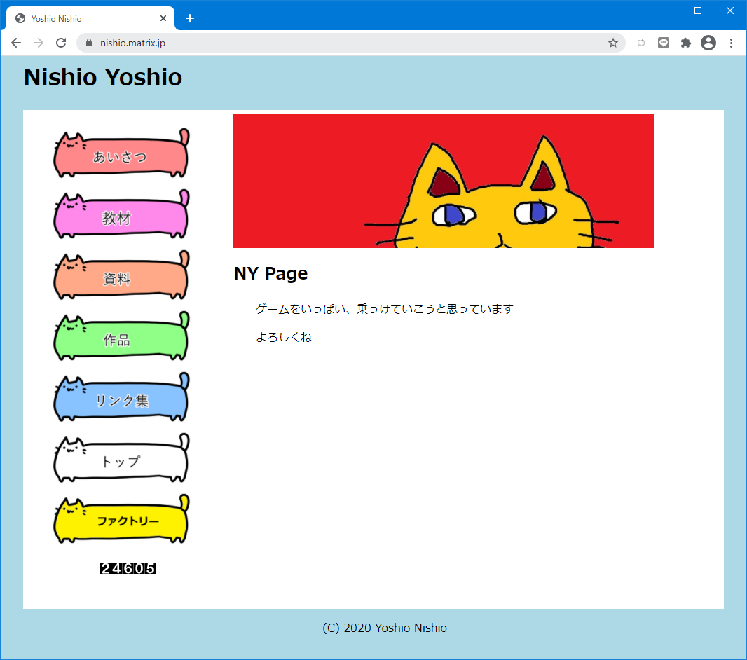 Yoshio Nishio
nishio.matrix.jp
Nishio Yoshio
あいさつ
教材
資料
作品
リンク集
トップ
ファクトリー
24605
NY Page
ゲームをいっぱい、乗っけていこうと思っています
よろしくね
(C) 2020 Yoshio Nishio